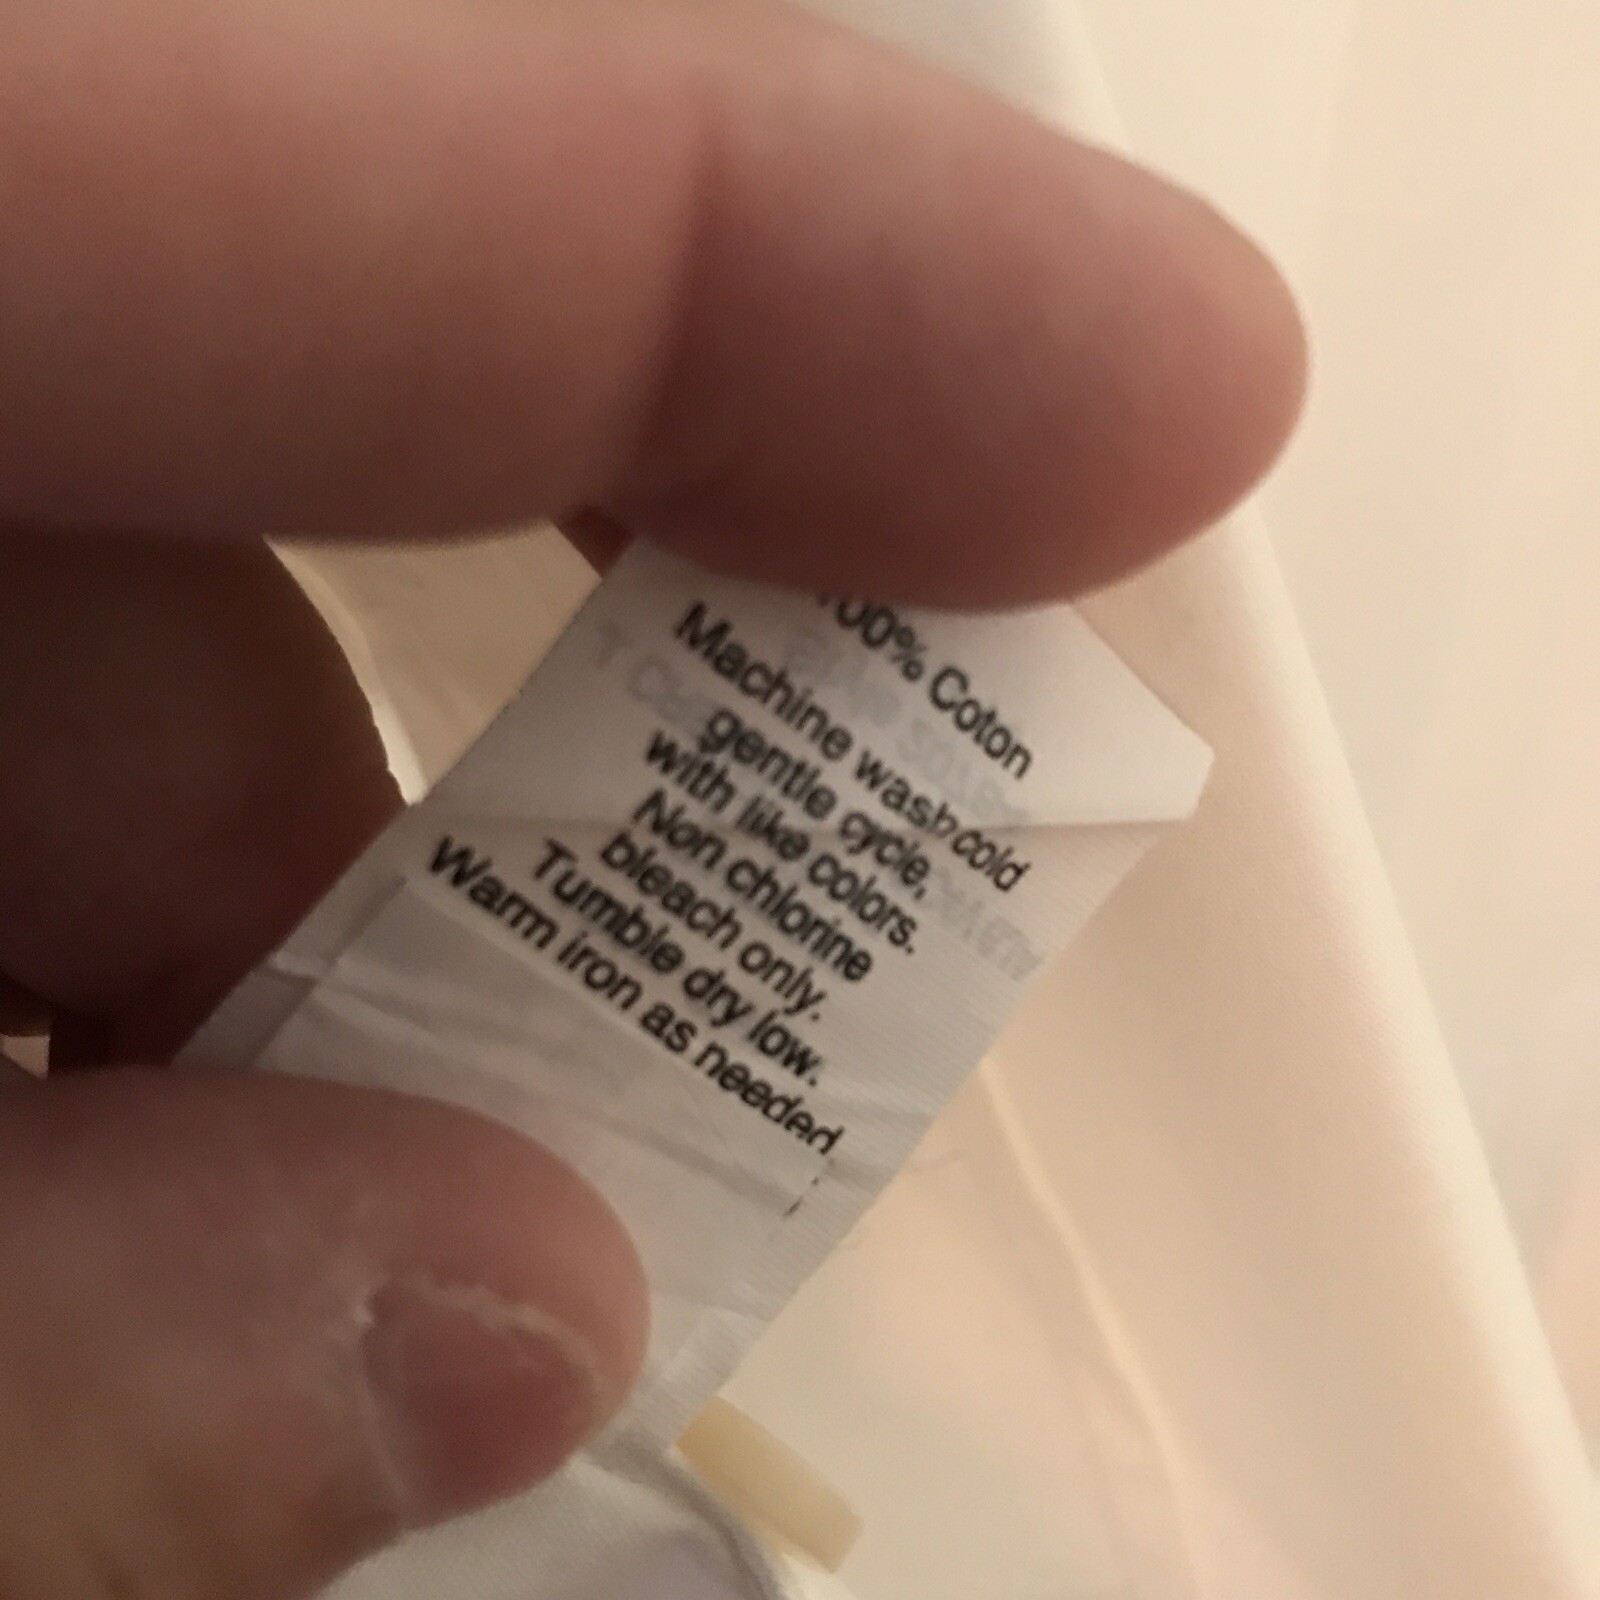 100% Coton
Machine wash cold
gentle cycle,
with like colors.
Non chlorine
bleach only.
Tumble dry low.
Warm iron as needed